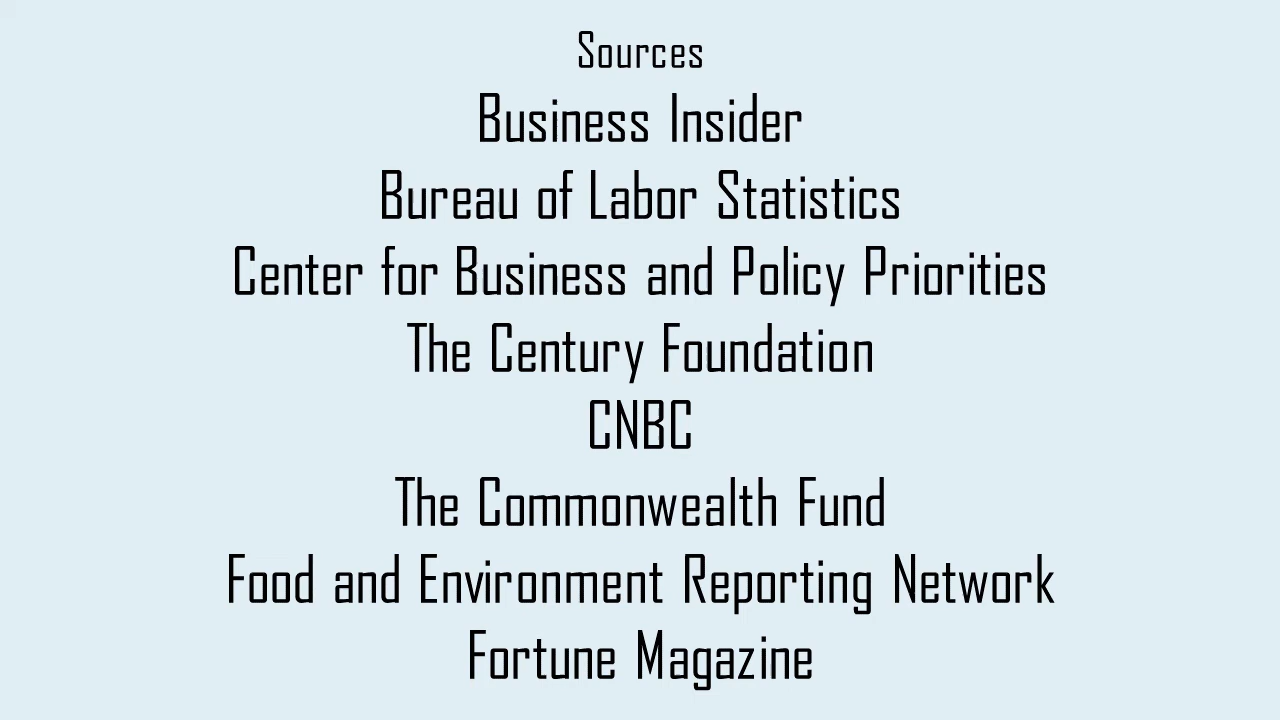 Sources
Business Insider
Bureau of Labor Statistics
Center for Business and Policy Priorities
The Century Foundation
CNBC
The Commonwealth Fund
Food and Environment Reporting Network
Fortune Magazine